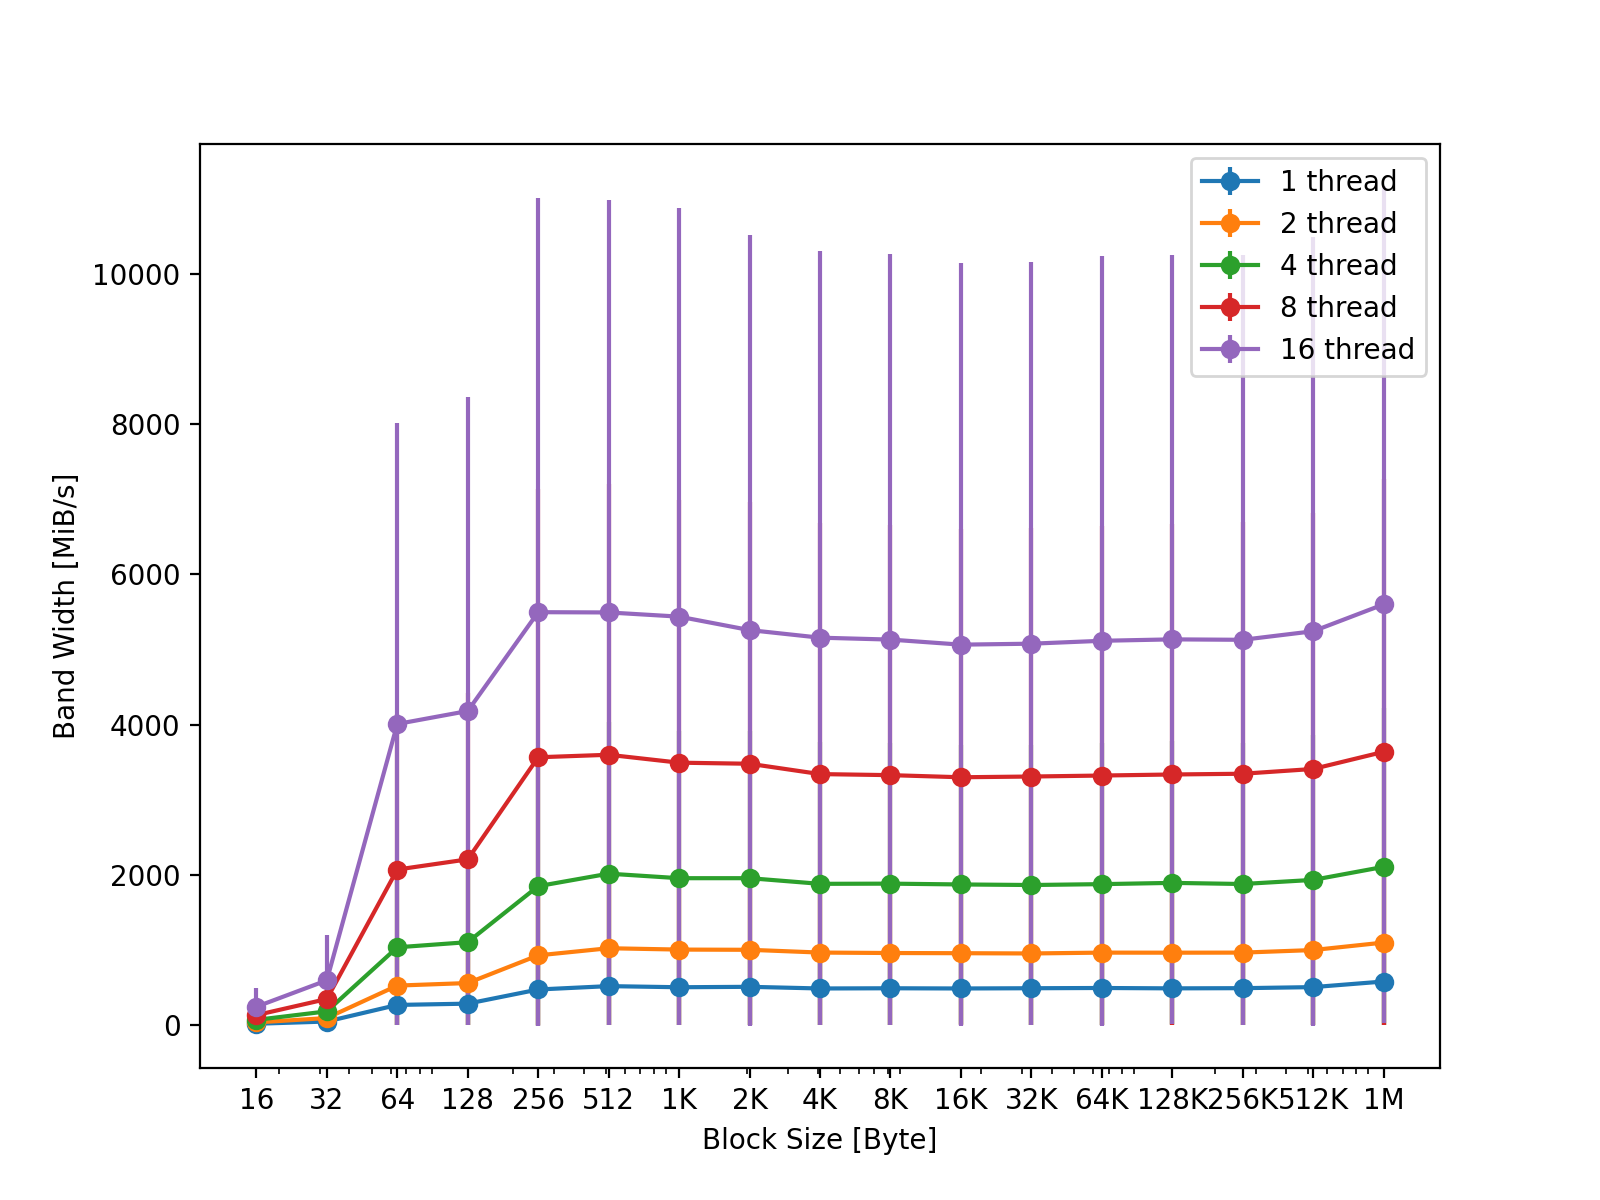 1 thread
2 thread
4 thread
8 thread
16 thread
10000
8000
6000
4000
2000
0
Band Width [MiB/s]
16 32 64 128 256 512 1K 2K 4K 8K 16K 32K 64K 128K 256K 512K 1M
Block Size [Byte]